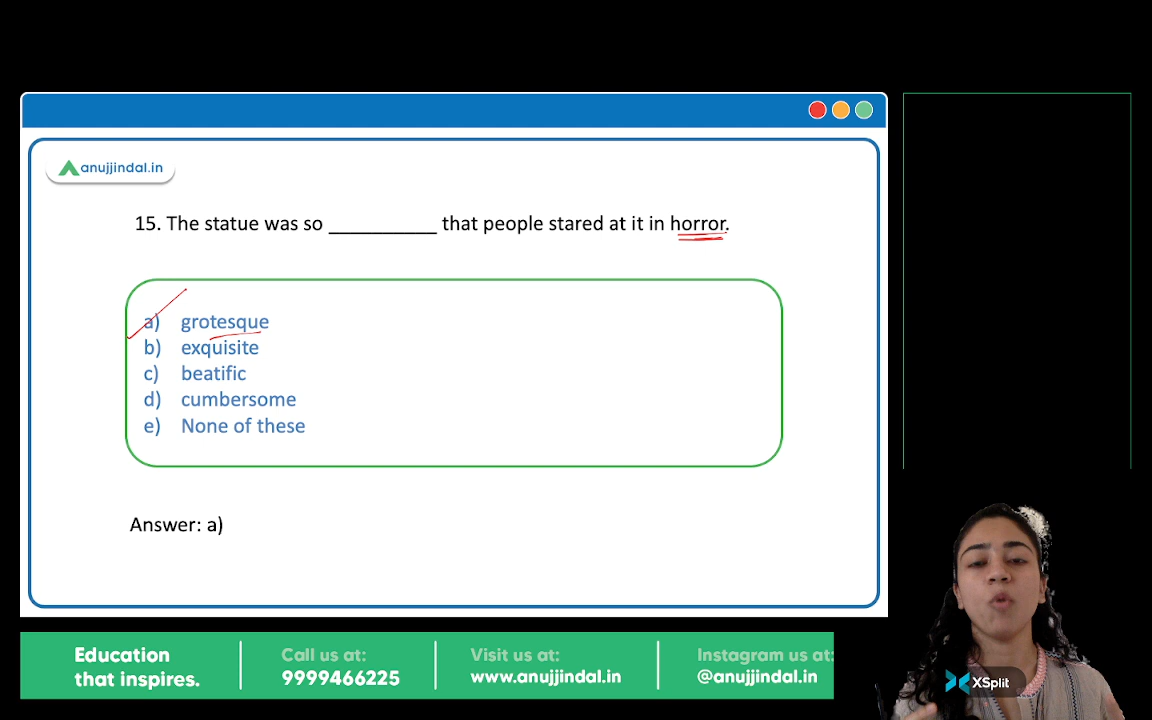 anujjindal.in
15. The statue was so __________ that people stared at it in horror.
a) grotesque
b) exquisite
c) beatific
d) cumbersome
e) None of these
Answer: a)
Education
that inspires.
Call us at:
9999466225
Visit us at:
www.anujjindal.in
Instagram us at:
@anujjindal.in
XSplit